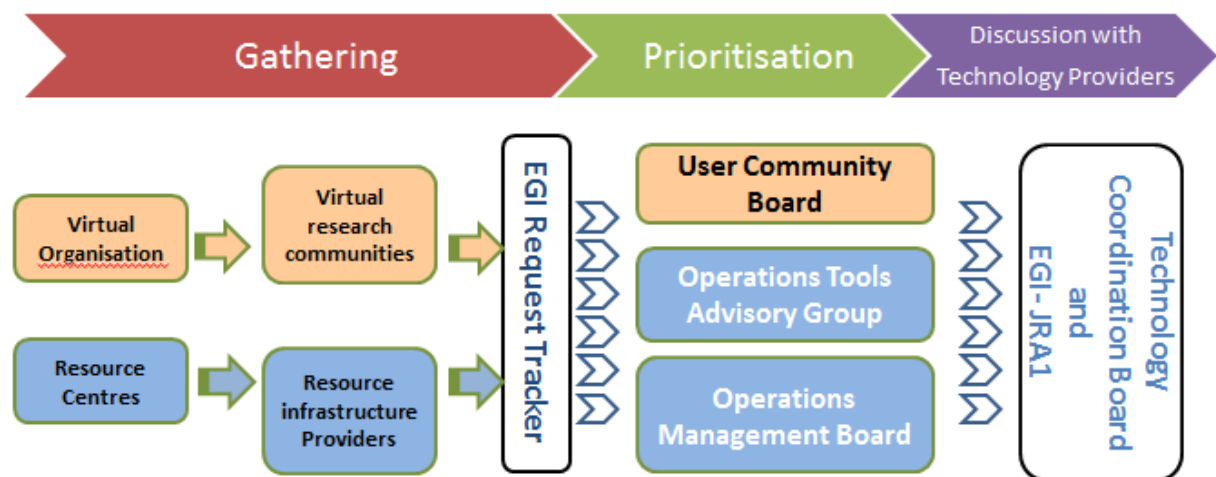 Gathering
Prioritisation
Discussion with
Technology Providers
Virtual
Organisation
Virtual
research
communities
Resource
Centres
Resource
infrastructure
Providers
EGI Request Tracker
User Community
Board
Operations Tools
Advisory Group
Operations
Management Board
Technology
Coordination Board
and
EGI - JRA1